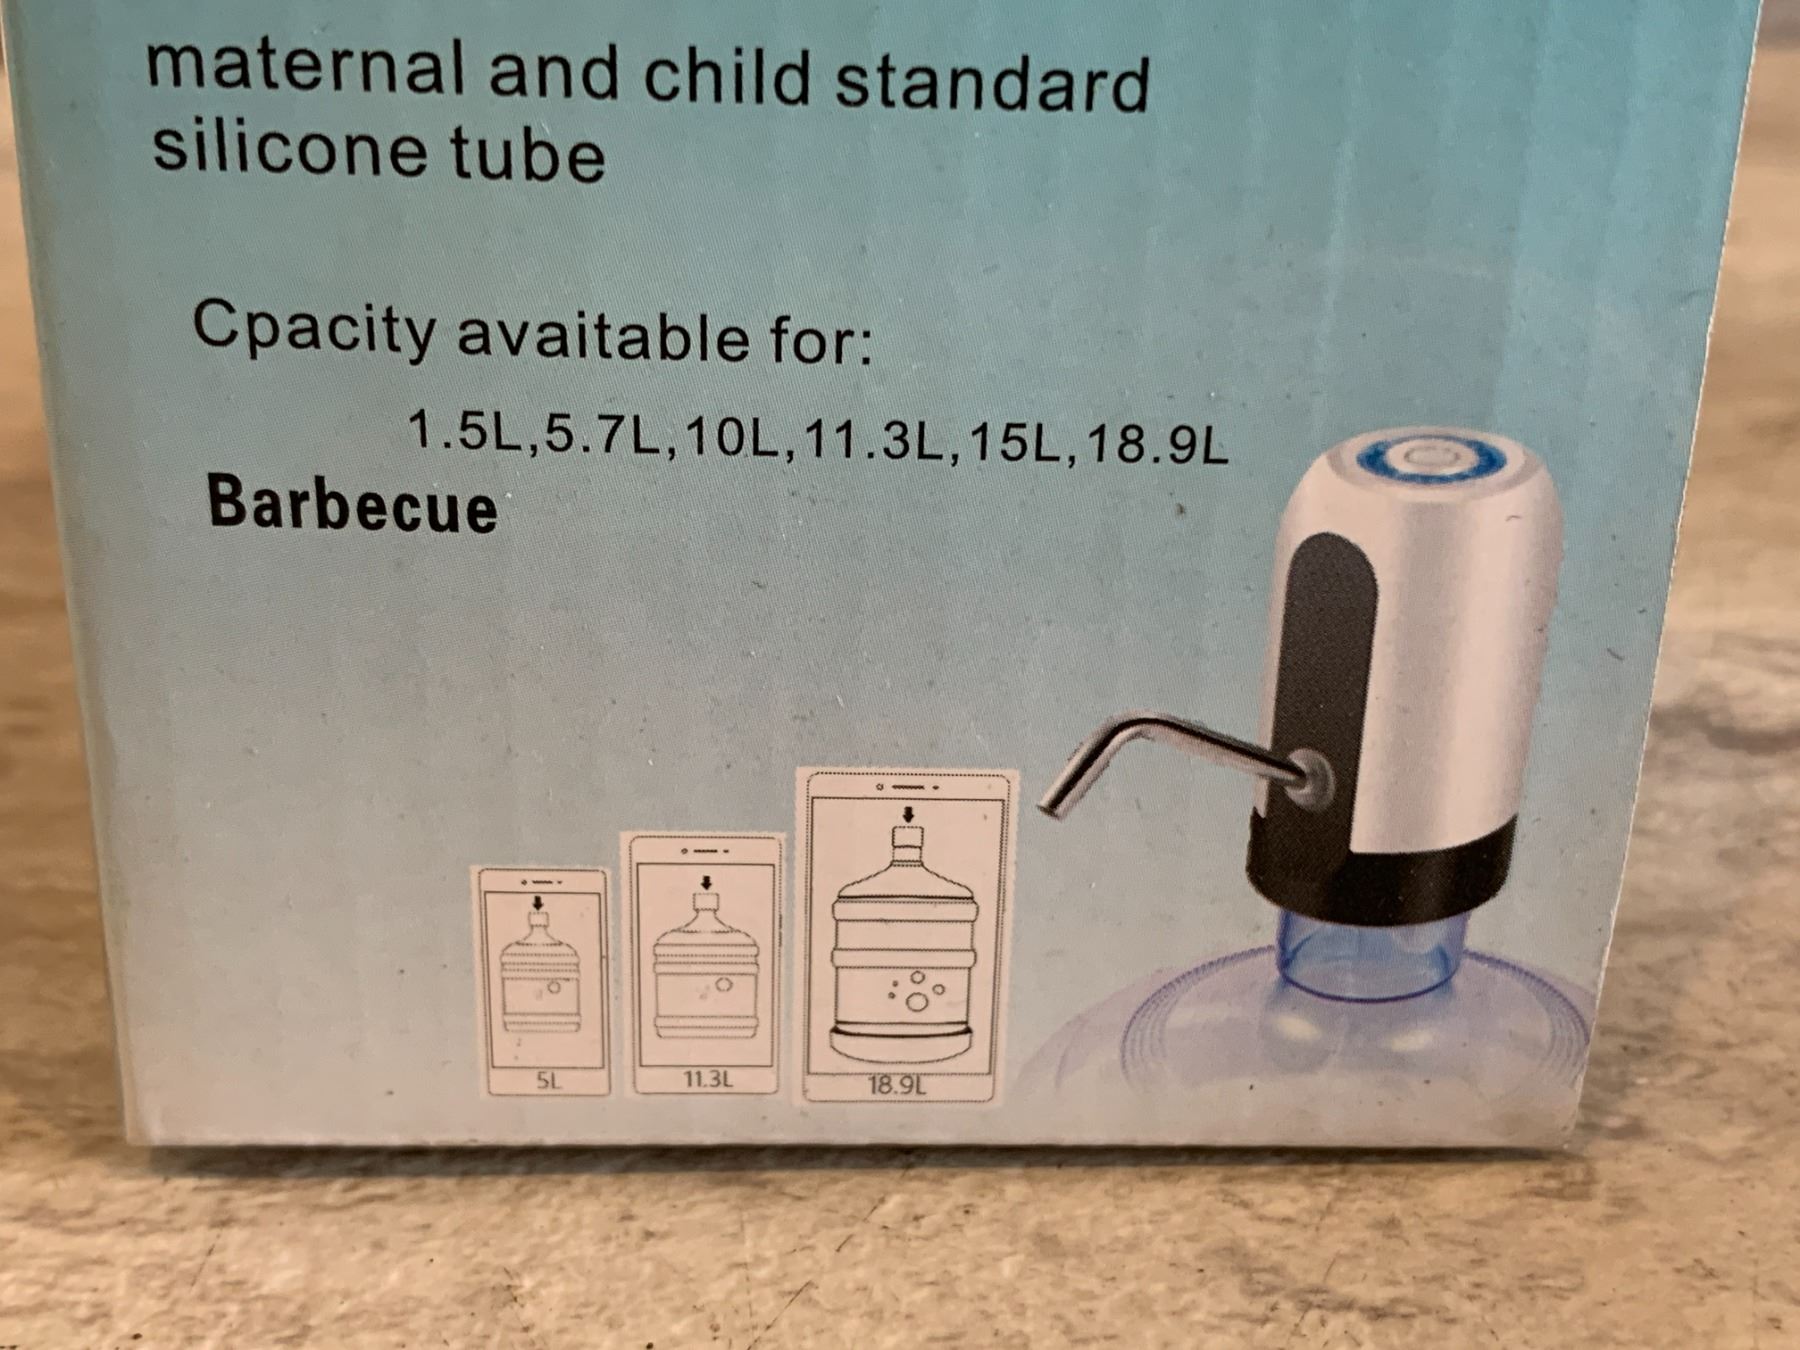 maternal and child standard
silicone tube
Cpacity avaitable for:
1.5L,5.7L,10L,11.3L,15L,18.9L
Barbecue
5L
11.3L
18.9L